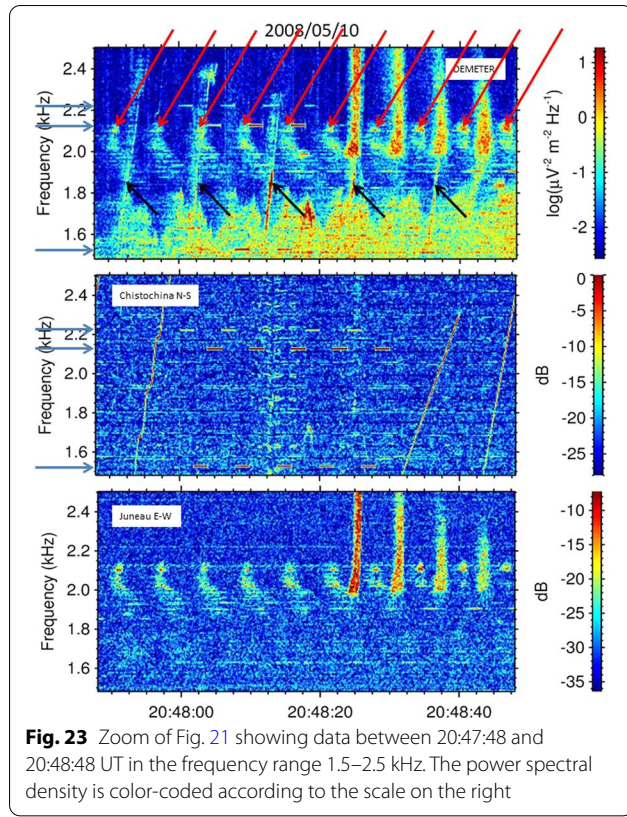 2008/05/10
DEMETER
2.4
2.2
2.0
1.8
1.6
Frequency (kHz)
1
0
-1
-2
log(μV⁻² m⁻² Hz⁻¹)
Chistochina N-S
2.4
2.2
2.0
1.8
1.6
Frequency (kHz)
0
-5
-10
-15
-20
-25
dB
Juneau E-W
2.4
2.2
2.0
1.8
1.6
Frequency (kHz)
-10
-15
-20
-25
-30
-35
dB
20:48:00 20:48:20 20:48:40
Fig. 23 Zoom of Fig. 21 showing data between 20:47:48 and
20:48:48 UT in the frequency range 1.5–2.5 kHz. The power spectral
density is color-coded according to the scale on the right